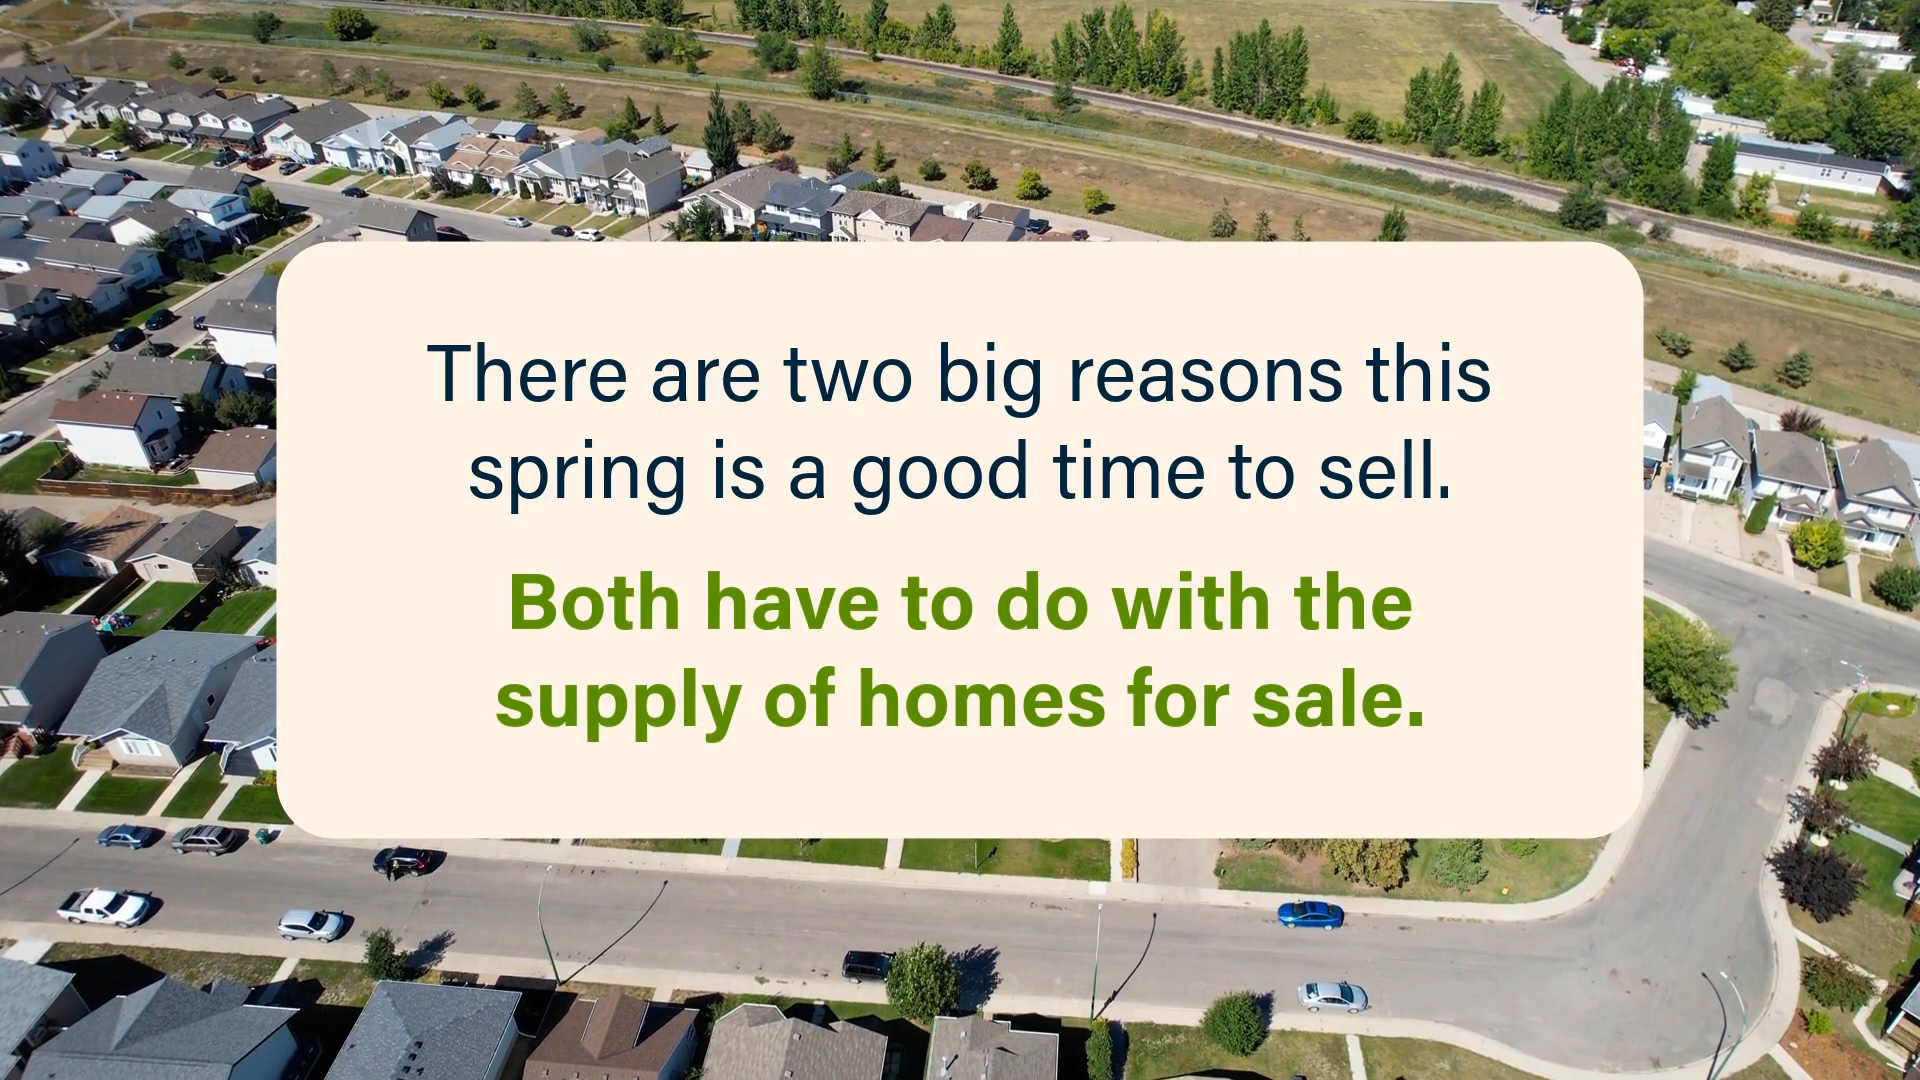 There are two big reasons this
spring is a good time to sell.
Both have to do with the
supply of homes for sale.